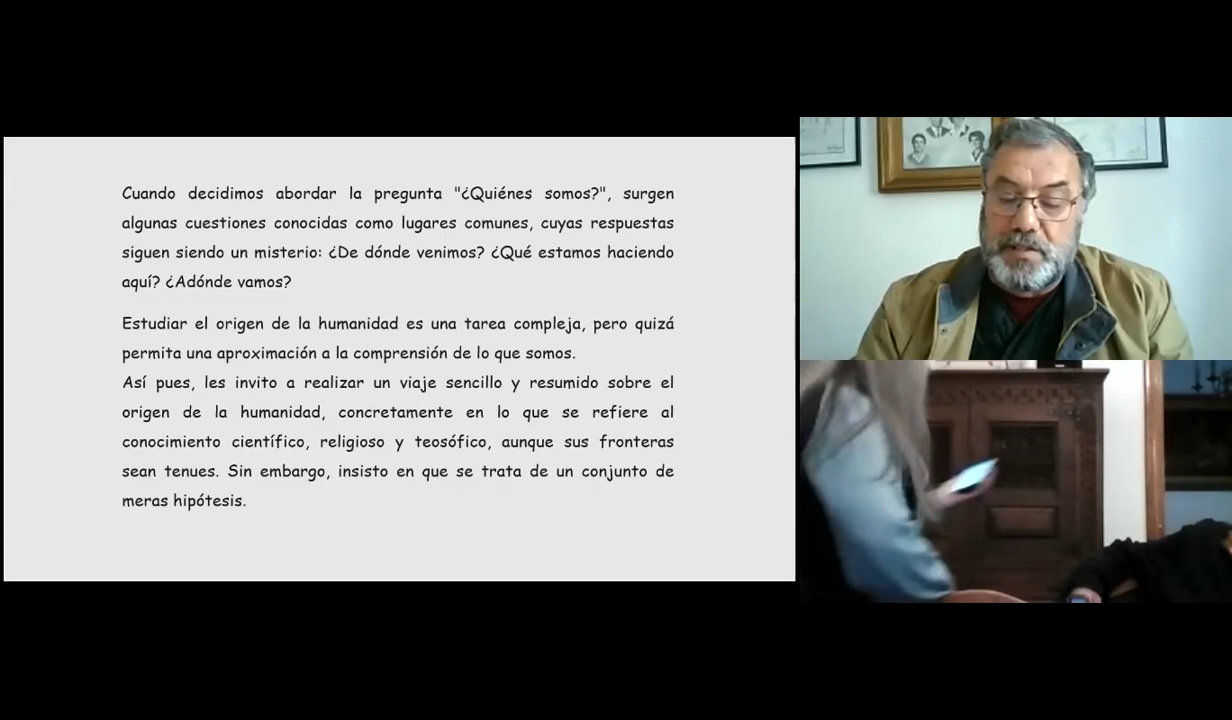 Cuando decidimos abordar la pregunta "¿Quiénes somos?", surgen
algunas cuestiones conocidas como lugares comunes, cuyas respuestas
siguen siendo un misterio: ¿De dónde venimos? ¿Qué estamos haciendo
aquí? ¿Adónde vamos?
Estudiar el origen de la humanidad es una tarea compleja, pero quizá
permita una aproximación a la comprensión de lo que somos.
Así pues, les invito a realizar un viaje sencillo y resumido sobre el
origen de la humanidad, concretamente en lo que se refiere al
conocimiento científico, religioso y teosófico, aunque sus fronteras
sean tenues. Sin embargo, insisto en que se trata de un conjunto de
meras hipótesis.